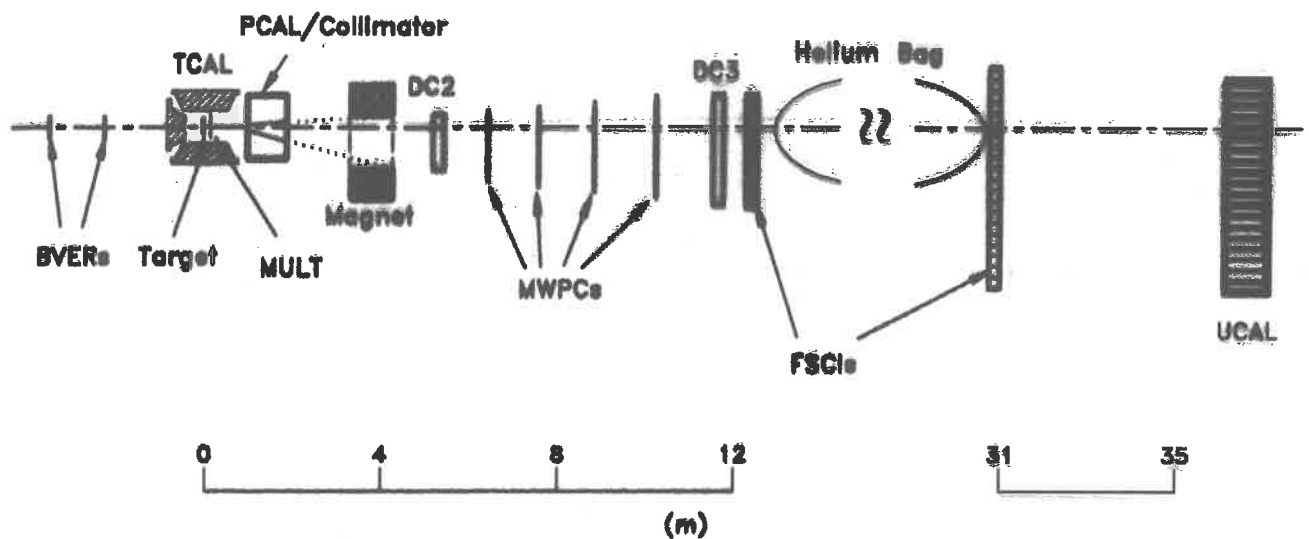 PCAL/Collimator
TCAL
DC2
DC3
Helium Bag
Magnet
BVERs
Target
MULT
MWPCs
FSCIs
UCAL
0 4 8 12 31 35
(m)